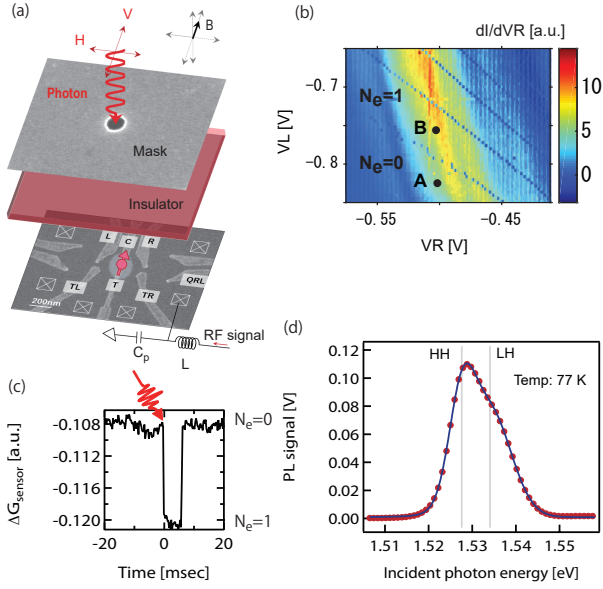 (a)
V
H
B
Photon
Mask
Insulator
L
C
R
QRL
TL
T
TR
200nm
RF signal
Cp
L
(b)
dI/dVR [a.u.]
VL [V]
−0.7
−0.8
Ne=1
Ne=0
B
A
10
5
0
− 0.55
− 0.45
VR [V]
(c)
ΔGsensor [a.u.]
-0.108
-0.112
-0.116
-0.120
Ne=0
Ne=1
-20
0
20
Time [msec]
(d)
PL signal [V]
0.12
0.10
0.08
0.06
0.04
0.02
0.00
HH
LH
Temp: 77 K
1.51
1.52
1.53
1.54
1.55
Incident photon energy [eV]